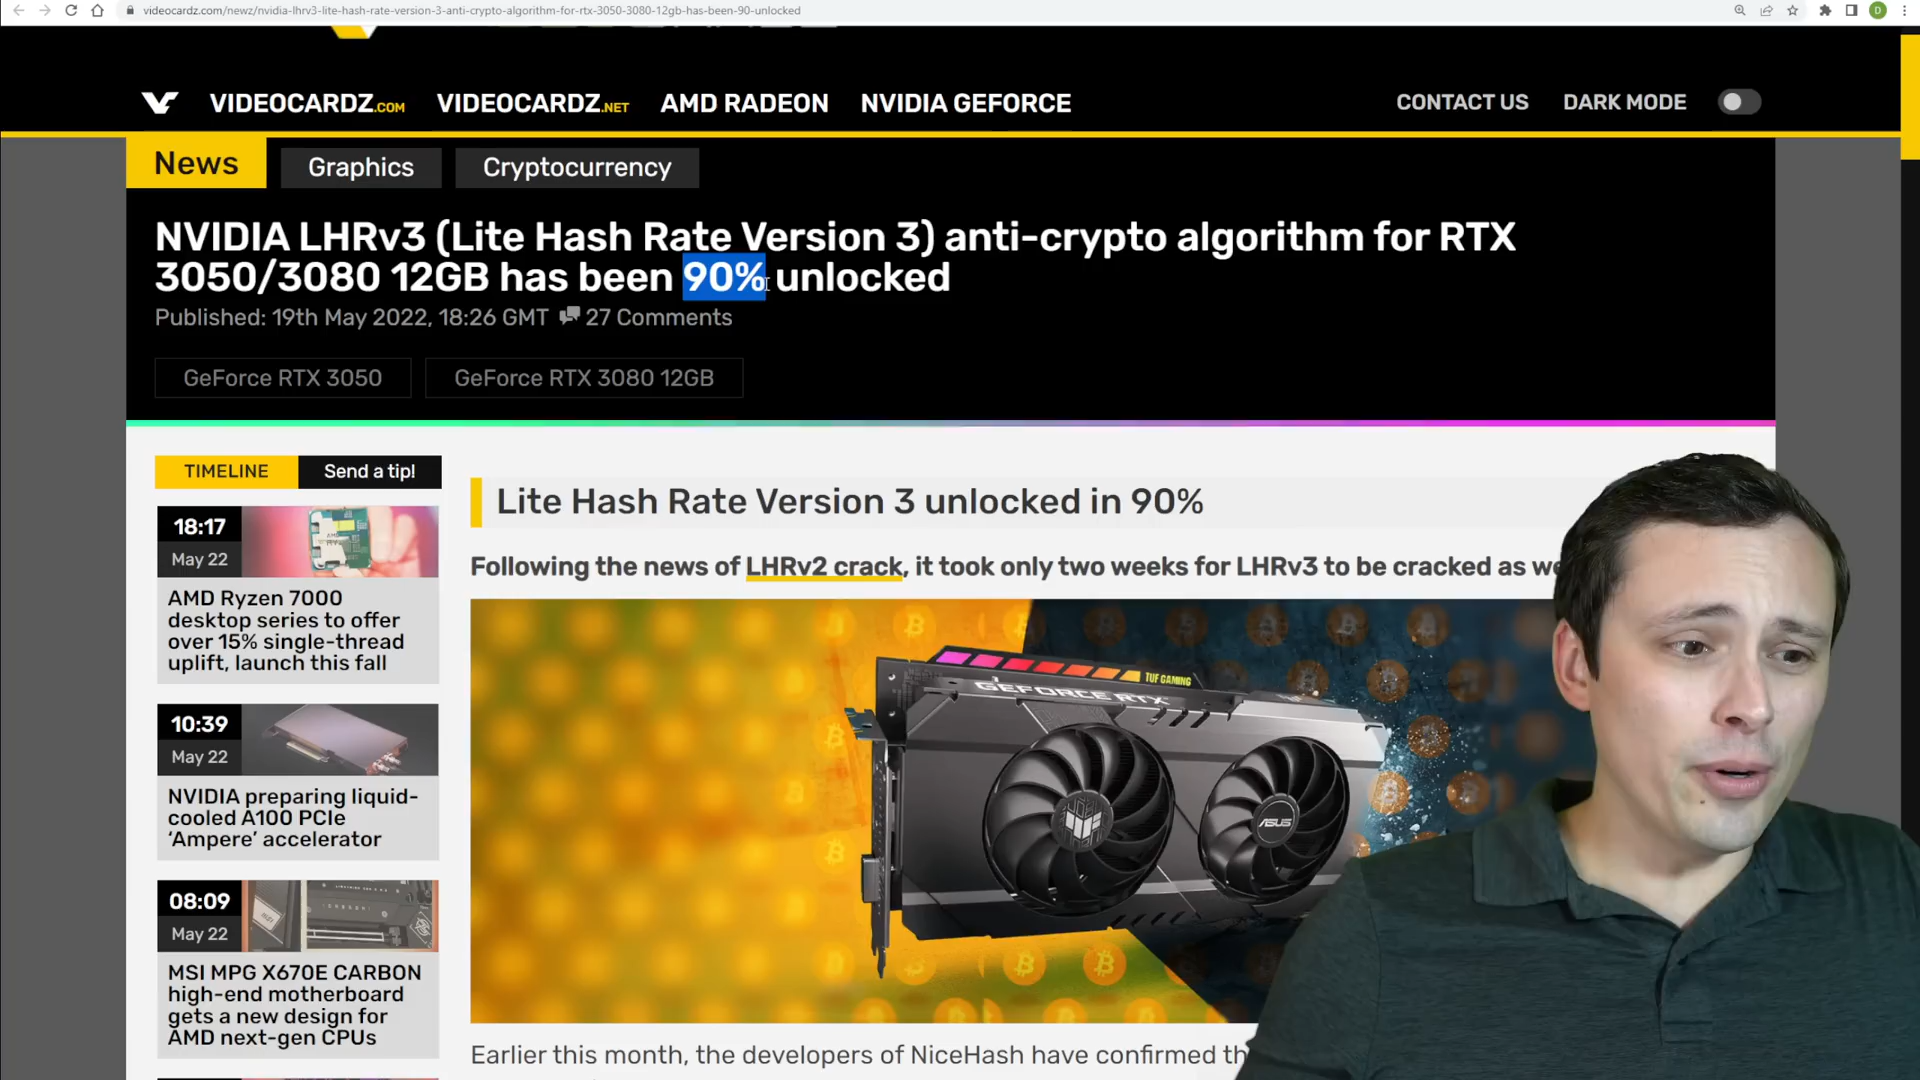 videocardz.com/newz/nvidia-lhrv3-lite-hash-rate-version-3-anti-crypto-algorithm-for-rtx-3050-3080-12gb-has-been-90-unlocked
D
VIDEOCARDZ.COM VIDEOCARDZ.NET AMD RADEON NVIDIA GEFORCE CONTACT US DARK MODE
News Graphics Cryptocurrency
NVIDIA LHRv3 (Lite Hash Rate Version 3) anti-crypto algorithm for RTX
3050/3080 12GB has been 90% unlocked
Published: 19th May 2022, 18:26 GMT 27 Comments
GeForce RTX 3050 GeForce RTX 3080 12GB
TIMELINE Send a tip!
18:17
May 22
AMD Ryzen 7000
desktop series to offer
over 15% single-thread
uplift, launch this fall
10:39
May 22
NVIDIA preparing liquid-
cooled A100 PCIe
‘Ampere’ accelerator
08:09
May 22
MSI MPG X670E CARBON
high-end motherboard
gets a new design for
AMD next-gen CPUs
Lite Hash Rate Version 3 unlocked in 90%
Following the news of LHRv2 crack, it took only two weeks for LHRv3 to be cracked as we
TUF GAMING
GEFORCE RTX
ASUS
Earlier this month, the developers of NiceHash have confirmed th